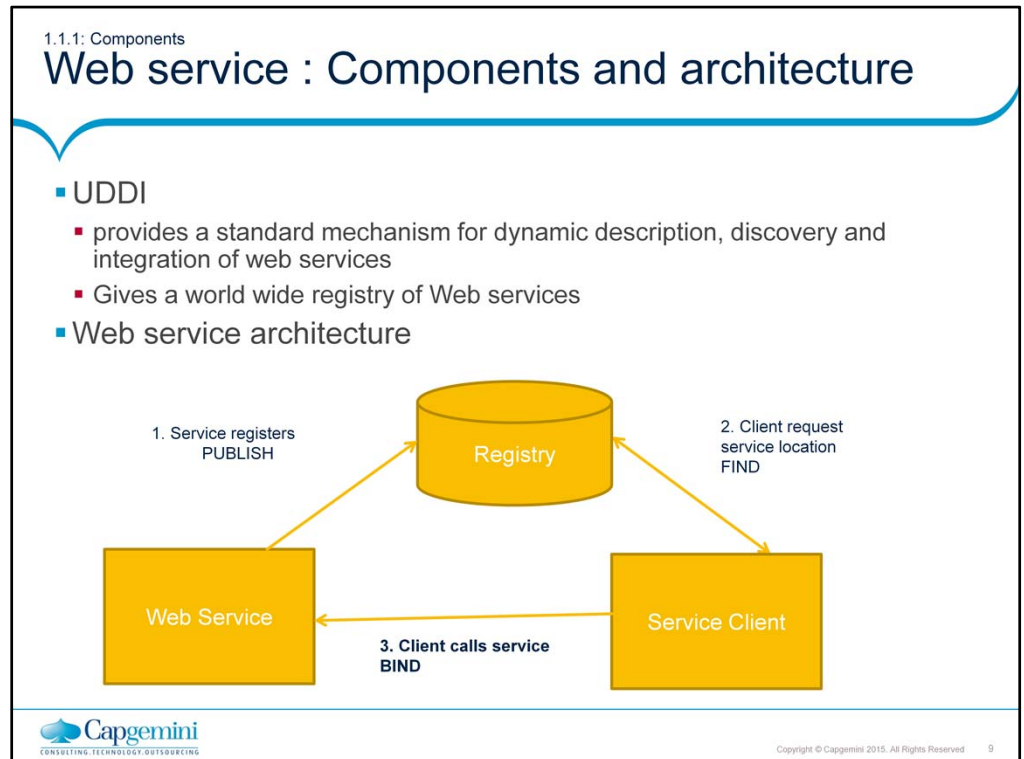 1.1.1: Components
Web service : Components and architecture
UDDI
provides a standard mechanism for dynamic description, discovery and
integration of web services
Gives a world wide registry of Web services
Web service architecture
1. Service registers
PUBLISH
Registry
2. Client request
service location
FIND
Web Service
Service Client
3. Client calls service
BIND
Capgemini
CONSULTING.TECHNOLOGY.OUTSOURCING
Copyright © Capgemini 2015. All Rights Reserved 9